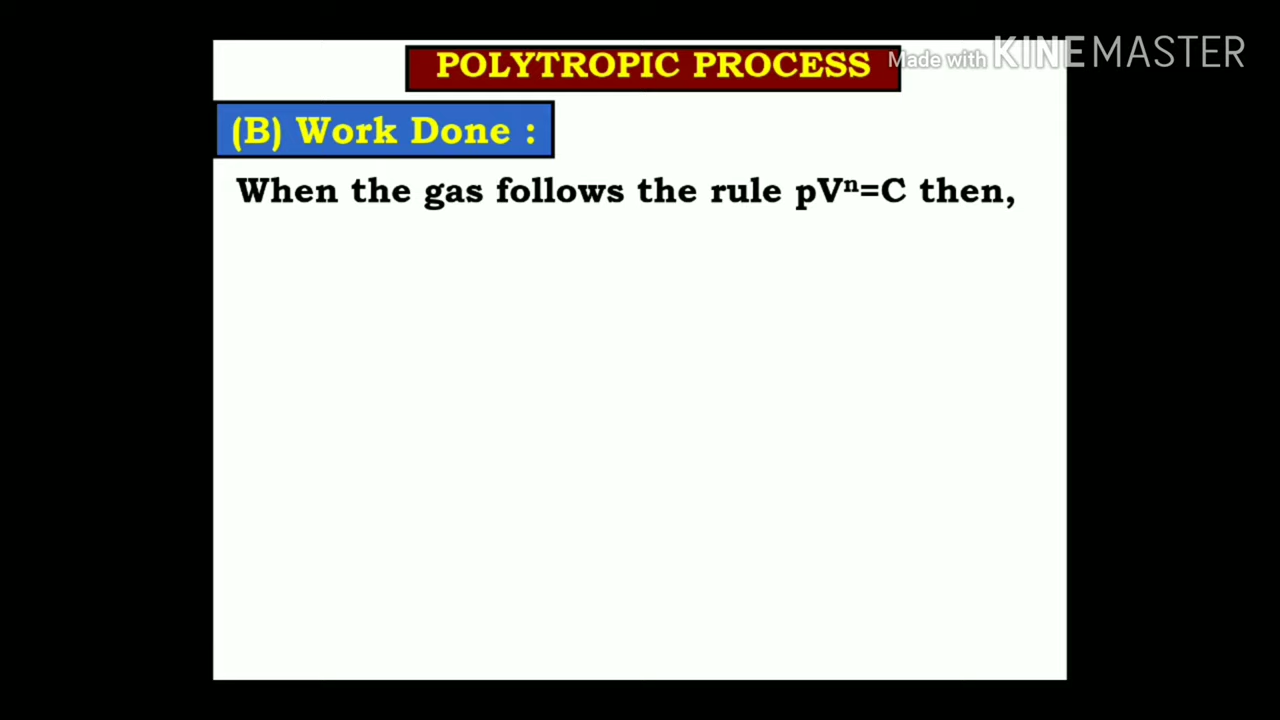 POLYTROPIC PROCESS
Made with KINEMASTER
(B) Work Done :
When the gas follows the rule pVⁿ=C then,